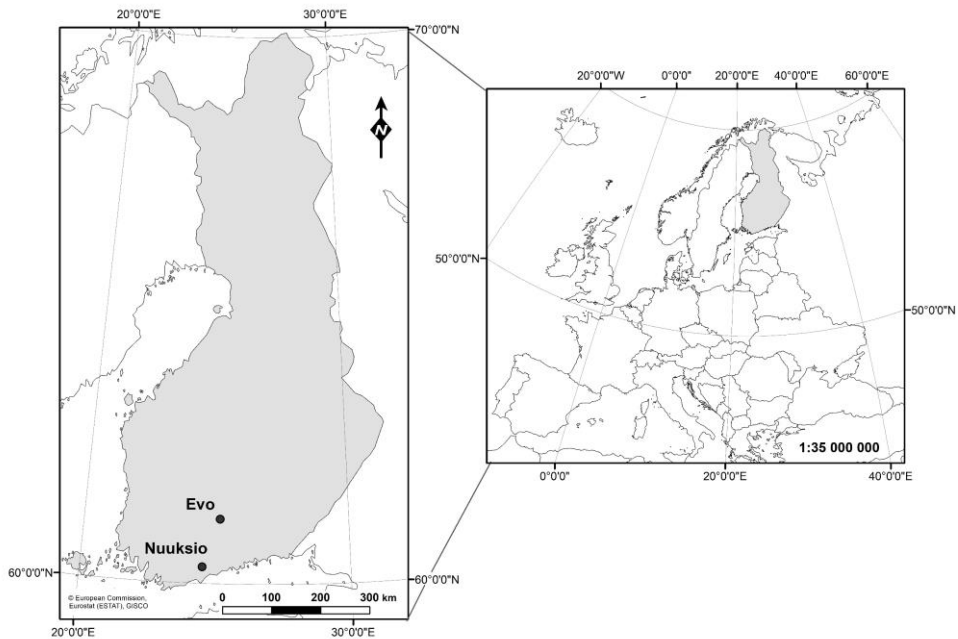 20°0'0"E
30°0'0"E
70°0'0"N
N
Evo
Nuuksio
60°0'0"N
60°0'0"N
© European Commission,
Eurostat (ESTAT), GISCO
0 100 200 300 km
20°0'0"E
30°0'0"E
20°0'0"W
0°0'0"
20°0'0"E
40°0'0"E
60°0'0"E
50°0'0"N
50°0'0"N
1:35 000 000
0°0'0"
20°0'0"E
40°0'0"E